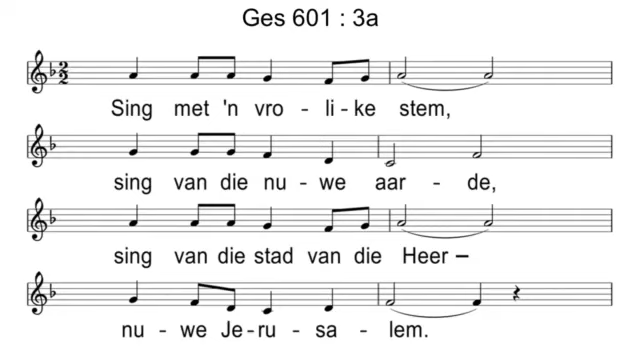 Ges 601 : 3a
Sing met 'n vro - li - ke stem,
sing van die nu - we aar - de,
sing van die stad van die Heer –
nu - we Je - ru - sa - lem.